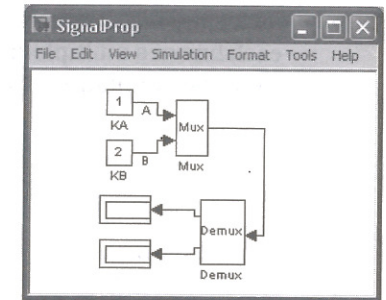 SignalProp
File Edit View Simulation Format Tools Help
1
A
KA
Mux
2
B
KB
Mux
Demux
Demux